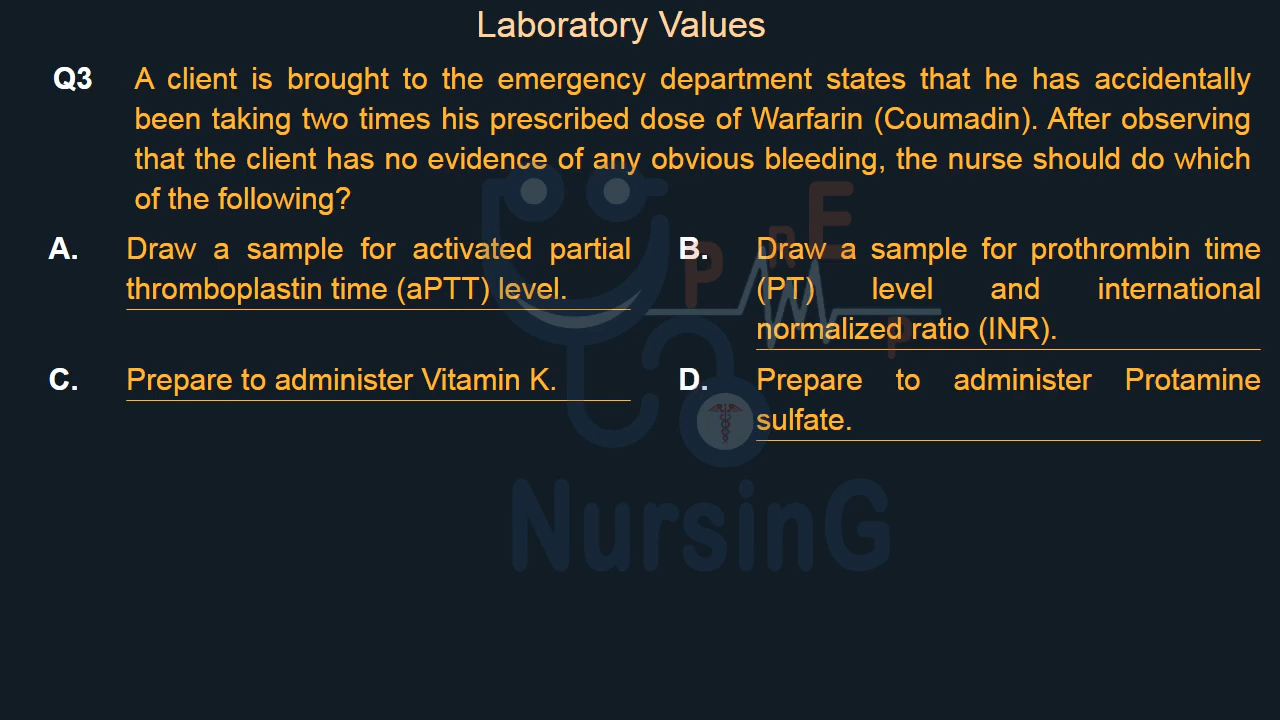 Laboratory Values
Q3 A client is brought to the emergency department states that he has accidentally
been taking two times his prescribed dose of Warfarin (Coumadin). After observing
that the client has no evidence of any obvious bleeding, the nurse should do which
of the following?
A. Draw a sample for activated partial
thromboplastin time (aPTT) level.
B. Draw a sample for prothrombin time
(PT) level and international
normalized ratio (INR).
C. Prepare to administer Vitamin K.
D. Prepare to administer Protamine
sulfate.
PREP
NursinG